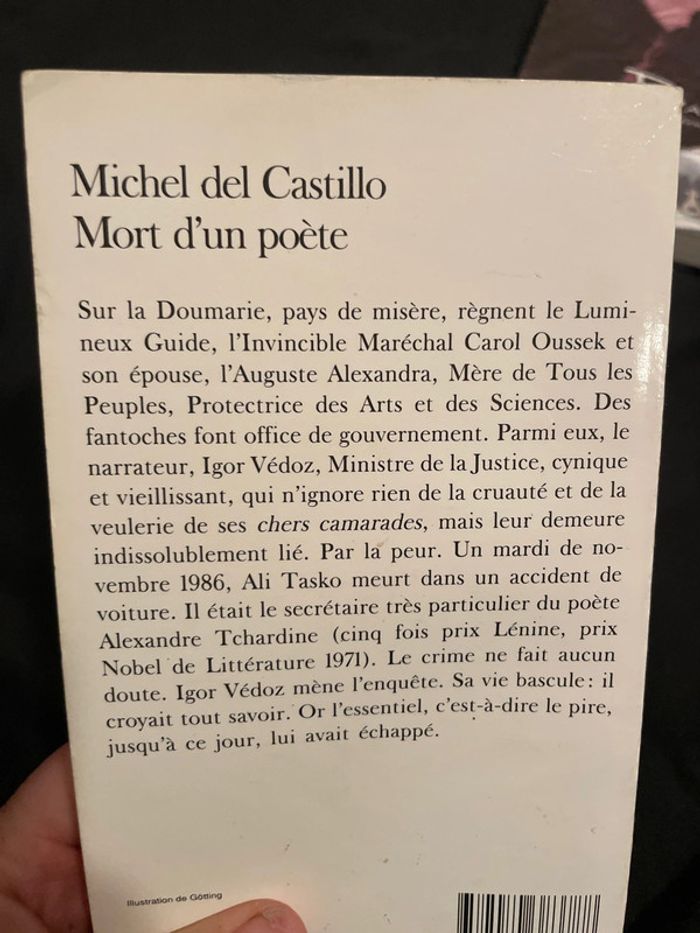 Michel del Castillo
Mort d'un poète
Sur la Doumarie, pays de misère, règnent le Lumi-
neux Guide, l'Invincible Maréchal Carol Oussek et
son épouse, l'Auguste Alexandra, Mère de Tous les
Peuples, Protectrice des Arts et des Sciences. Des
fantoches font office de gouvernement. Parmi eux, le
narrateur, Igor Védoz, Ministre de la Justice, cynique
et vieillissant, qui n'ignore rien de la cruauté et de la
veulerie de ses chers camarades, mais leur demeure
indissolublement lié. Par la peur. Un mardi de no-
vembre 1986, Ali Tasko meurt dans un accident de
voiture. Il était le secrétaire très particulier du poète
Alexandre Tchardine (cinq fois prix Lénine, prix
Nobel de Littérature 1971). Le crime ne fait aucun
doute. Igor Védoz mène l'enquête. Sa vie bascule : il
croyait tout savoir. Or l'essentiel, c'est-à-dire le pire,
jusqu'à ce jour, lui avait échappé.
Illustration de Götting